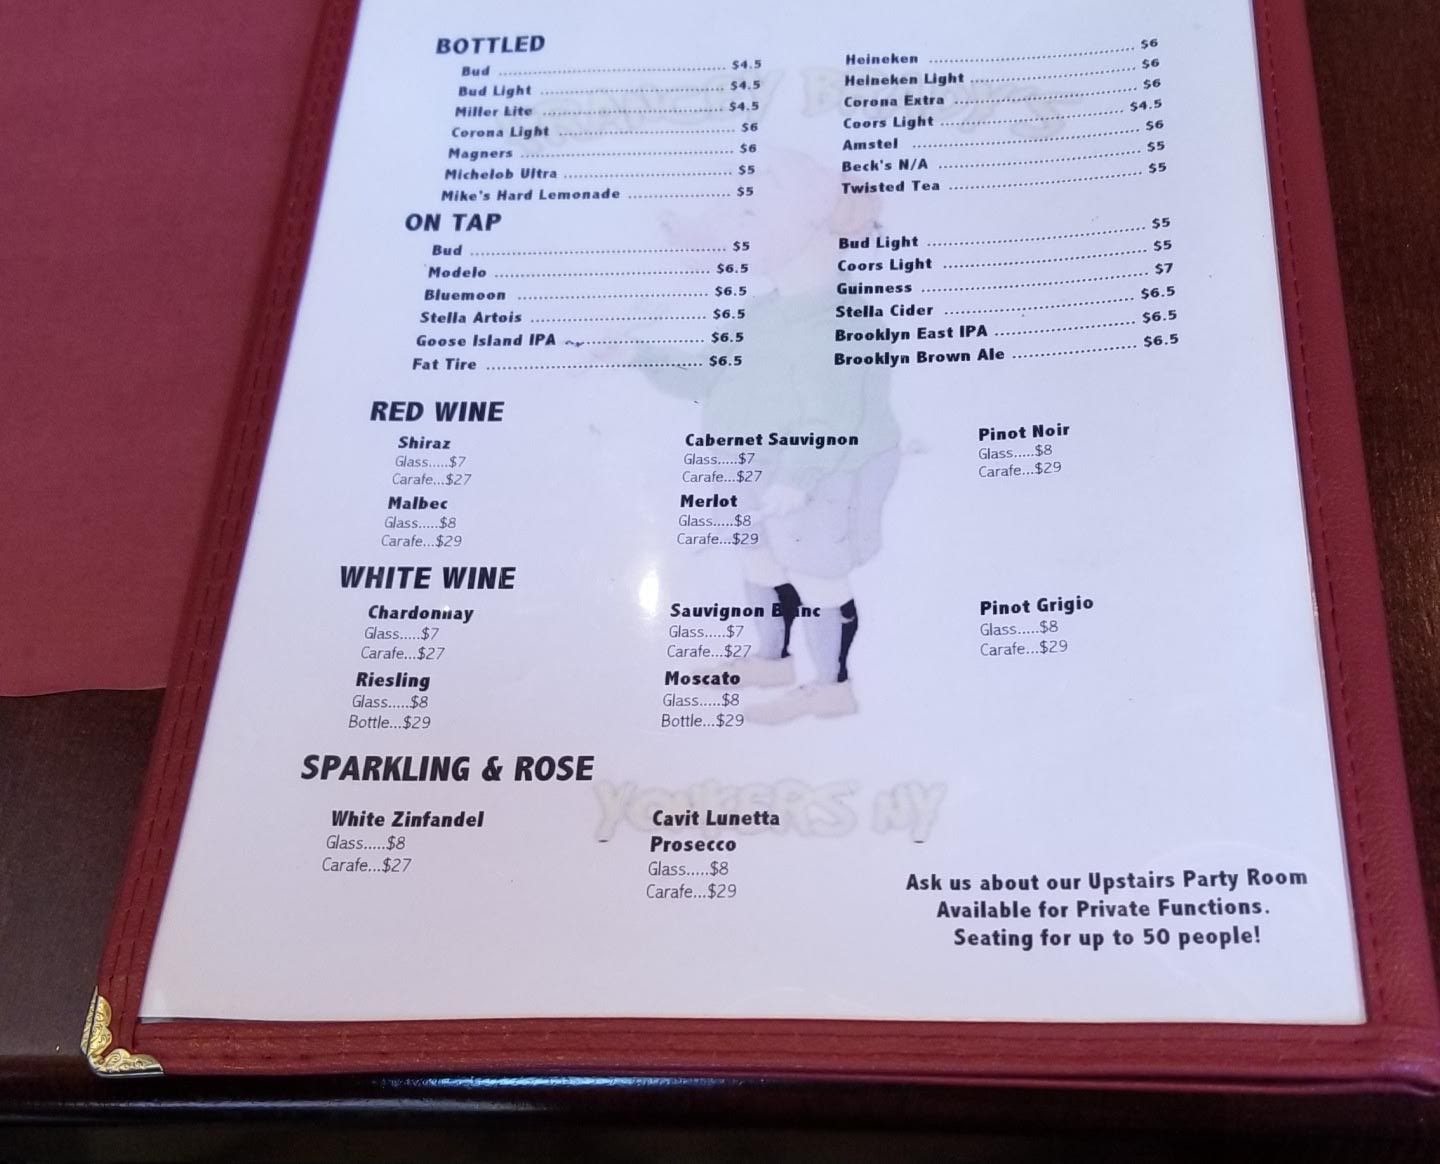 BOTTLED
Bud ........ $4.5
Bud Light ........ $4.5
Miller Lite ........ $4.5
Corona Light ........ $6
Magners ........ $6
Michelob Ultra ........ $5
Mike's Hard Lemonade ........ $5
Heineken ........ $6
Heineken Light ........ $6
Corona Extra ........ $6
Coors Light ........ $4.5
Amstel ........ $6
Beck's N/A ........ $5
Twisted Tea ........ $5
ON TAP
Bud ........ $5
Modelo ........ $6.5
Bluemoon ........ $6.5
Stella Artois ........ $6.5
Goose Island IPA ........ $6.5
Fat Tire ........ $6.5
Bud Light ........ $5
Coors Light ........ $5
Guinness ........ $7
Stella Cider ........ $6.5
Brooklyn East IPA ........ $6.5
Brooklyn Brown Ale ........ $6.5
RED WINE
Shiraz
Glass.....$7
Carafe...$27
Cabernet Sauvignon
Glass.....$7
Carafe...$27
Pinot Noir
Glass.....$8
Carafe...$29
Malbec
Glass.....$8
Carafe...$29
Merlot
Glass.....$8
Carafe...$29
WHITE WINE
Chardonnay
Glass.....$7
Carafe...$27
Sauvignon Blanc
Glass.....$7
Carafe...$27
Pinot Grigio
Glass.....$8
Carafe...$29
Riesling
Glass.....$8
Bottle...$29
Moscato
Glass.....$8
Bottle...$29
SPARKLING & ROSE
YONKERS NY
White Zinfandel
Glass.....$8
Carafe...$27
Cavit Lunetta
Prosecco
Glass.....$8
Carafe...$29
Ask us about our Upstairs Party Room
Available for Private Functions.
Seating for up to 50 people!